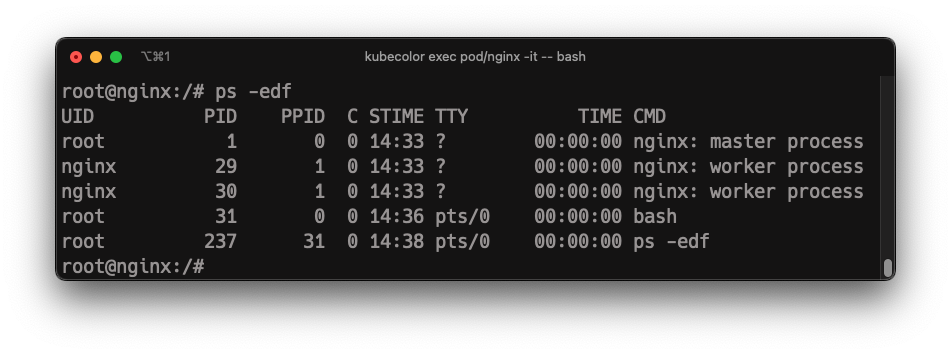 ⌥⌘1 kubecolor exec pod/nginx -it -- bash
root@nginx:/# ps -edf
UID          PID    PPID  C STIME TTY          TIME CMD
root           1       0  0 14:33 ?        00:00:00 nginx: master process
nginx         29       1  0 14:33 ?        00:00:00 nginx: worker process
nginx         30       1  0 14:33 ?        00:00:00 nginx: worker process
root          31       0  0 14:36 pts/0    00:00:00 bash
root         237      31  0 14:38 pts/0    00:00:00 ps -edf
root@nginx:/#